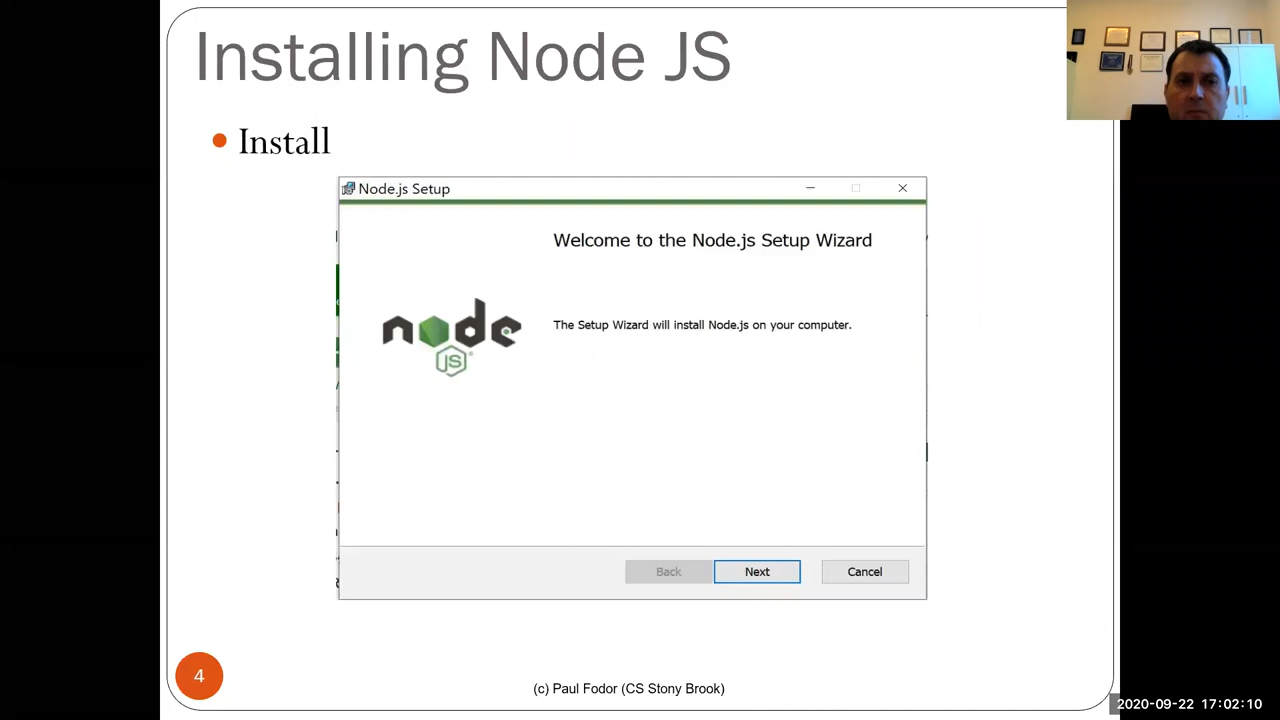 Installing Node JS
Install
Node.js Setup
Welcome to the Node.js Setup Wizard
node
JS
The Setup Wizard will install Node.js on your computer.
Back
Next
Cancel
4
(c) Paul Fodor (CS Stony Brook)
2020-09-22 17:02:10